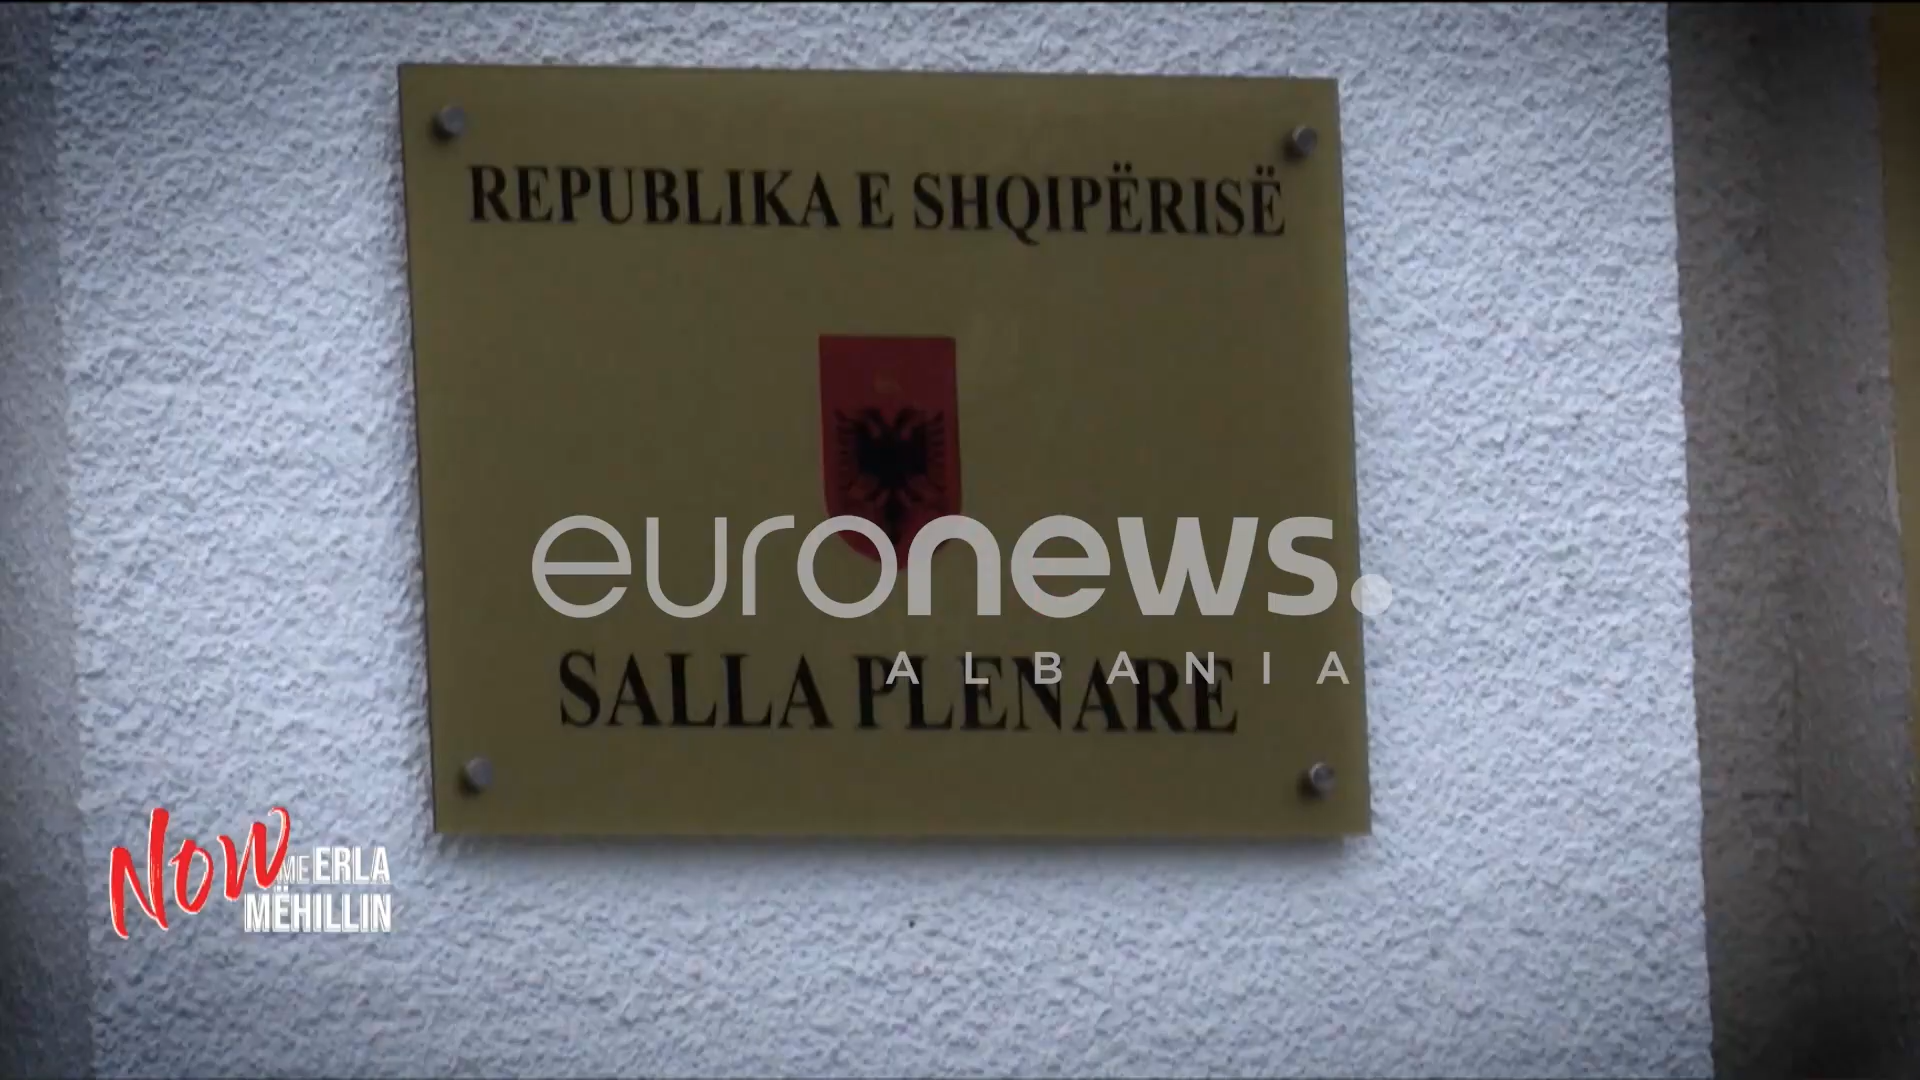 REPUBLIKA E SHQIPËRISË
euronews.
ALBANIA
SALLA PLENARE
Now ME ERLA
MËHILLIN